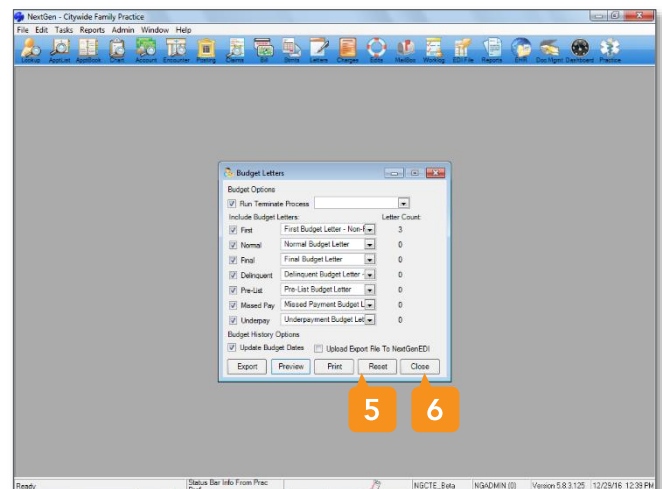 NextGen - Citywide Family Practice
File Edit Tasks Reports Admin Window Help
Lookup ApptList ApptBook Chart Account Encounter Posting Claims Bill Stmts Letters Charges Edits MailBox Worklog EDI File Reports EHR Doc Mgmt Dashboard Practice
Budget Letters
Budget Options
Run Terminate Process
Include Budget Letters: Letter Count:
First First Budget Letter - Non- 3
Normal Normal Budget Letter 0
Final Final Budget Letter 0
Delinquent Delinquent Budget Letter - 0
Pre-List Pre-List Budget Letter 0
Missed Pay Missed Payment Budget L 0
Underpay Underpayment Budget Let 0
Budget History Options
Update Budget Dates Upload Export File To NextGenEDI
Export Preview Print Reset Close
5 6
Ready Status Bar Info From Prac NGCTE_Beta NGADMIN (0) Version 5.8.3.125 12/29/16 12:39 PM